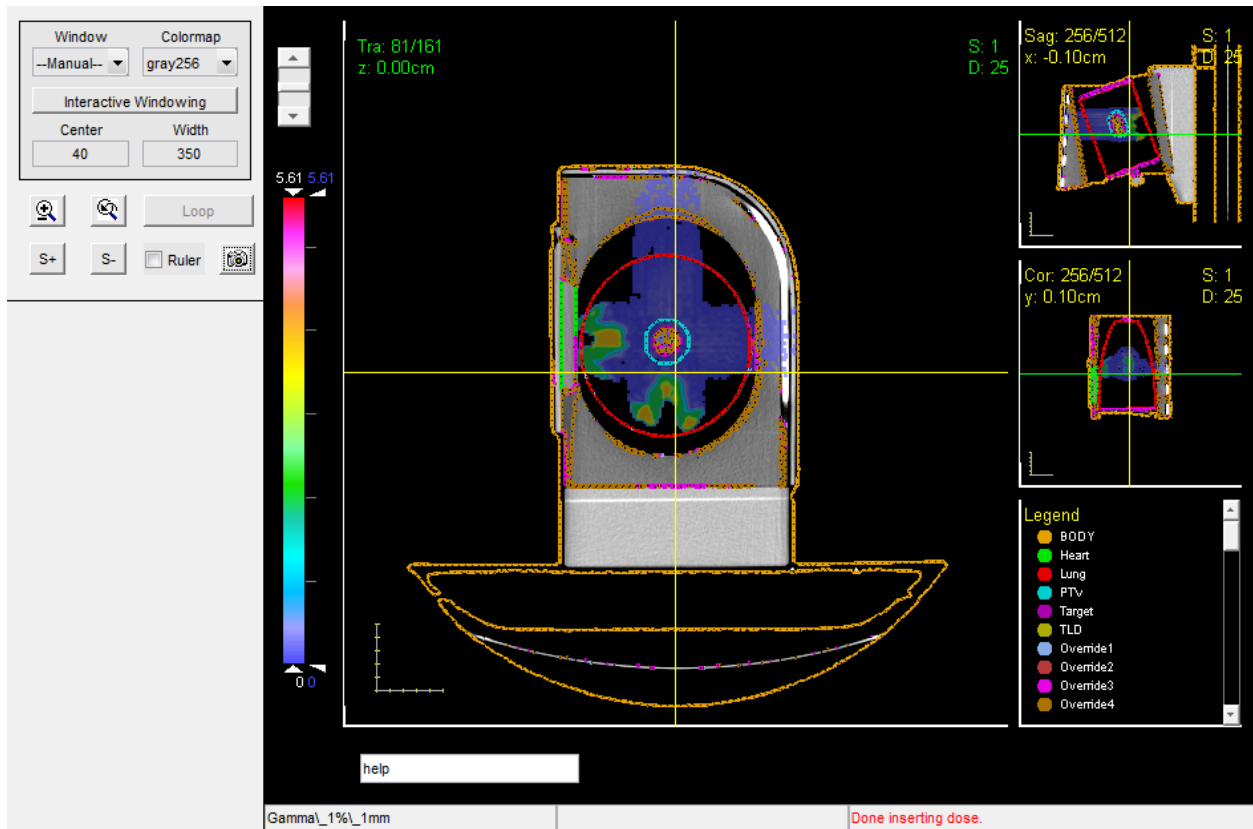 Window Colormap
--Manual-- gray256
Interactive Windowing
Center Width
40 350
Loop
S+ S- Ruler
5.61 5.61
0 0
Tra: 81/161 S: 1
z: 0.00cm D: 25
Sag: 256/512 S: 1
x: -0.10cm D: 25
Cor: 256/512 S: 1
y: 0.10cm D: 25
Legend
BODY
Heart
Lung
PTv
Target
TLD
Override1
Override2
Override3
Override4
help
Gamma\_1%\_1mm Done inserting dose.